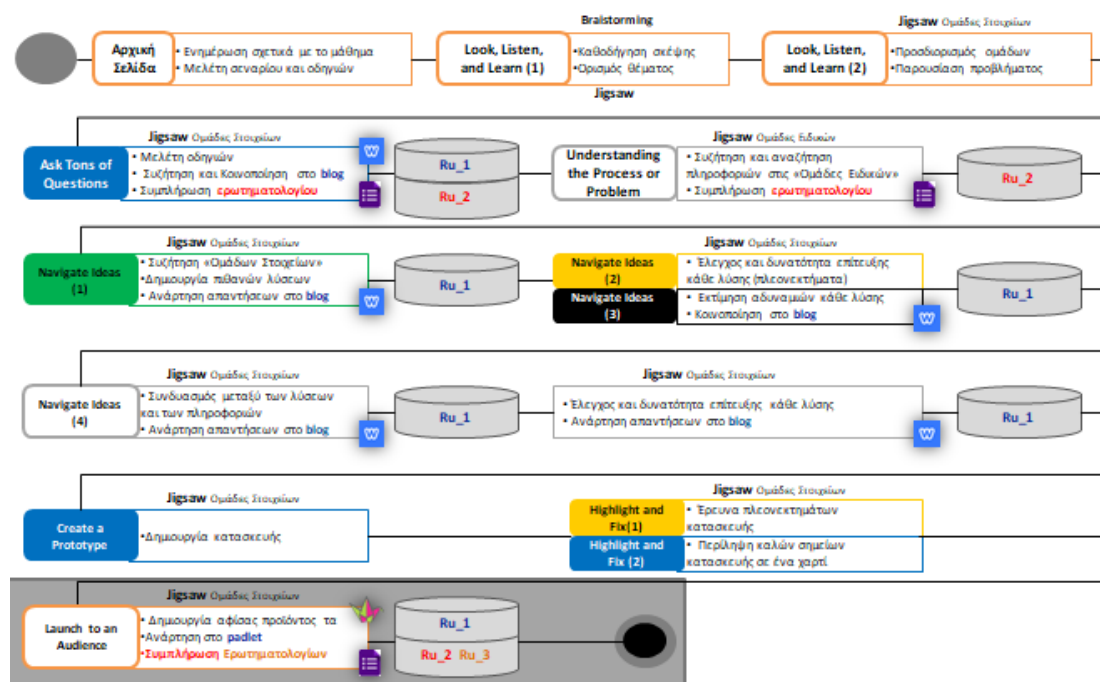 Braistorming
Jigsaw Ομάδες Στοιχείων
Αρχική Σελίδα
• Ενημέρωση σχετικά με το μάθημα
• Μελέτη σεναρίου και οδηγιών
Look, Listen, and Learn (1)
•Καθοδήγηση σκέψης
•Ορισμός θέματος
Look, Listen, and Learn (2)
•Προσδιορισμός ομάδων
•Παρουσίαση προβλήματος
Jigsaw
Jigsaw Ομάδες Στοιχείων
Ask Tons of Questions
• Μελέτη οδηγιών
• Συζήτηση και Κοινοποίηση στο blog
• Συμπλήρωση ερωτηματολογίου
Ru_1
Ru_2
Jigsaw Ομάδες Ειδικών
Understanding the Process or Problem
• Συζήτηση και αναζήτηση
πληροφοριών στις «Ομάδες Ειδικών»
• Συμπλήρωση ερωτηματολογίου
Ru_2
Jigsaw Ομάδες Στοιχείων
Navigate Ideas (1)
• Συζήτηση «Ομάδων Στοιχείων»
•Δημιουργία πιθανών λύσεων
• Ανάρτηση απαντήσεων στο blog
Ru_1
Jigsaw Ομάδες Στοιχείων
Navigate Ideas (2)
• Έλεγχος και δυνατότητα επίτευξης
κάθε λύσης (πλεονεκτήματα)
Navigate Ideas (3)
• Εκτίμηση αδυναμιών κάθε λύσης
• Κοινοποίηση στο blog
Ru_1
Jigsaw Ομάδες Στοιχείων
Navigate Ideas (4)
• Συνδυασμός μεταξύ των λύσεων
και των πληροφοριών
• Ανάρτηση απαντήσεων στο blog
Ru_1
Jigsaw Ομάδες Στοιχείων
• Έλεγχος και δυνατότητα επίτευξης κάθε λύσης
• Ανάρτηση απαντήσεων στο blog
Ru_1
Jigsaw Ομάδες Στοιχείων
Create a Prototype
•Δημιουργία κατασκευής
Jigsaw Ομάδες Στοιχείων
Highlight and Fix(1)
• Έρευνα πλεονεκτημάτων
κατασκευής
Highlight and Fix (2)
• Περίληψη καλών σημείων
κατασκευής σε ένα χαρτί
Jigsaw Ομάδες Στοιχείων
Launch to an Audience
• Δημιουργία αφίσας προϊόντος τα
•Ανάρτηση στο padlet
•Συμπλήρωση Ερωτηματολογίων
Ru_1
Ru_2 Ru_3